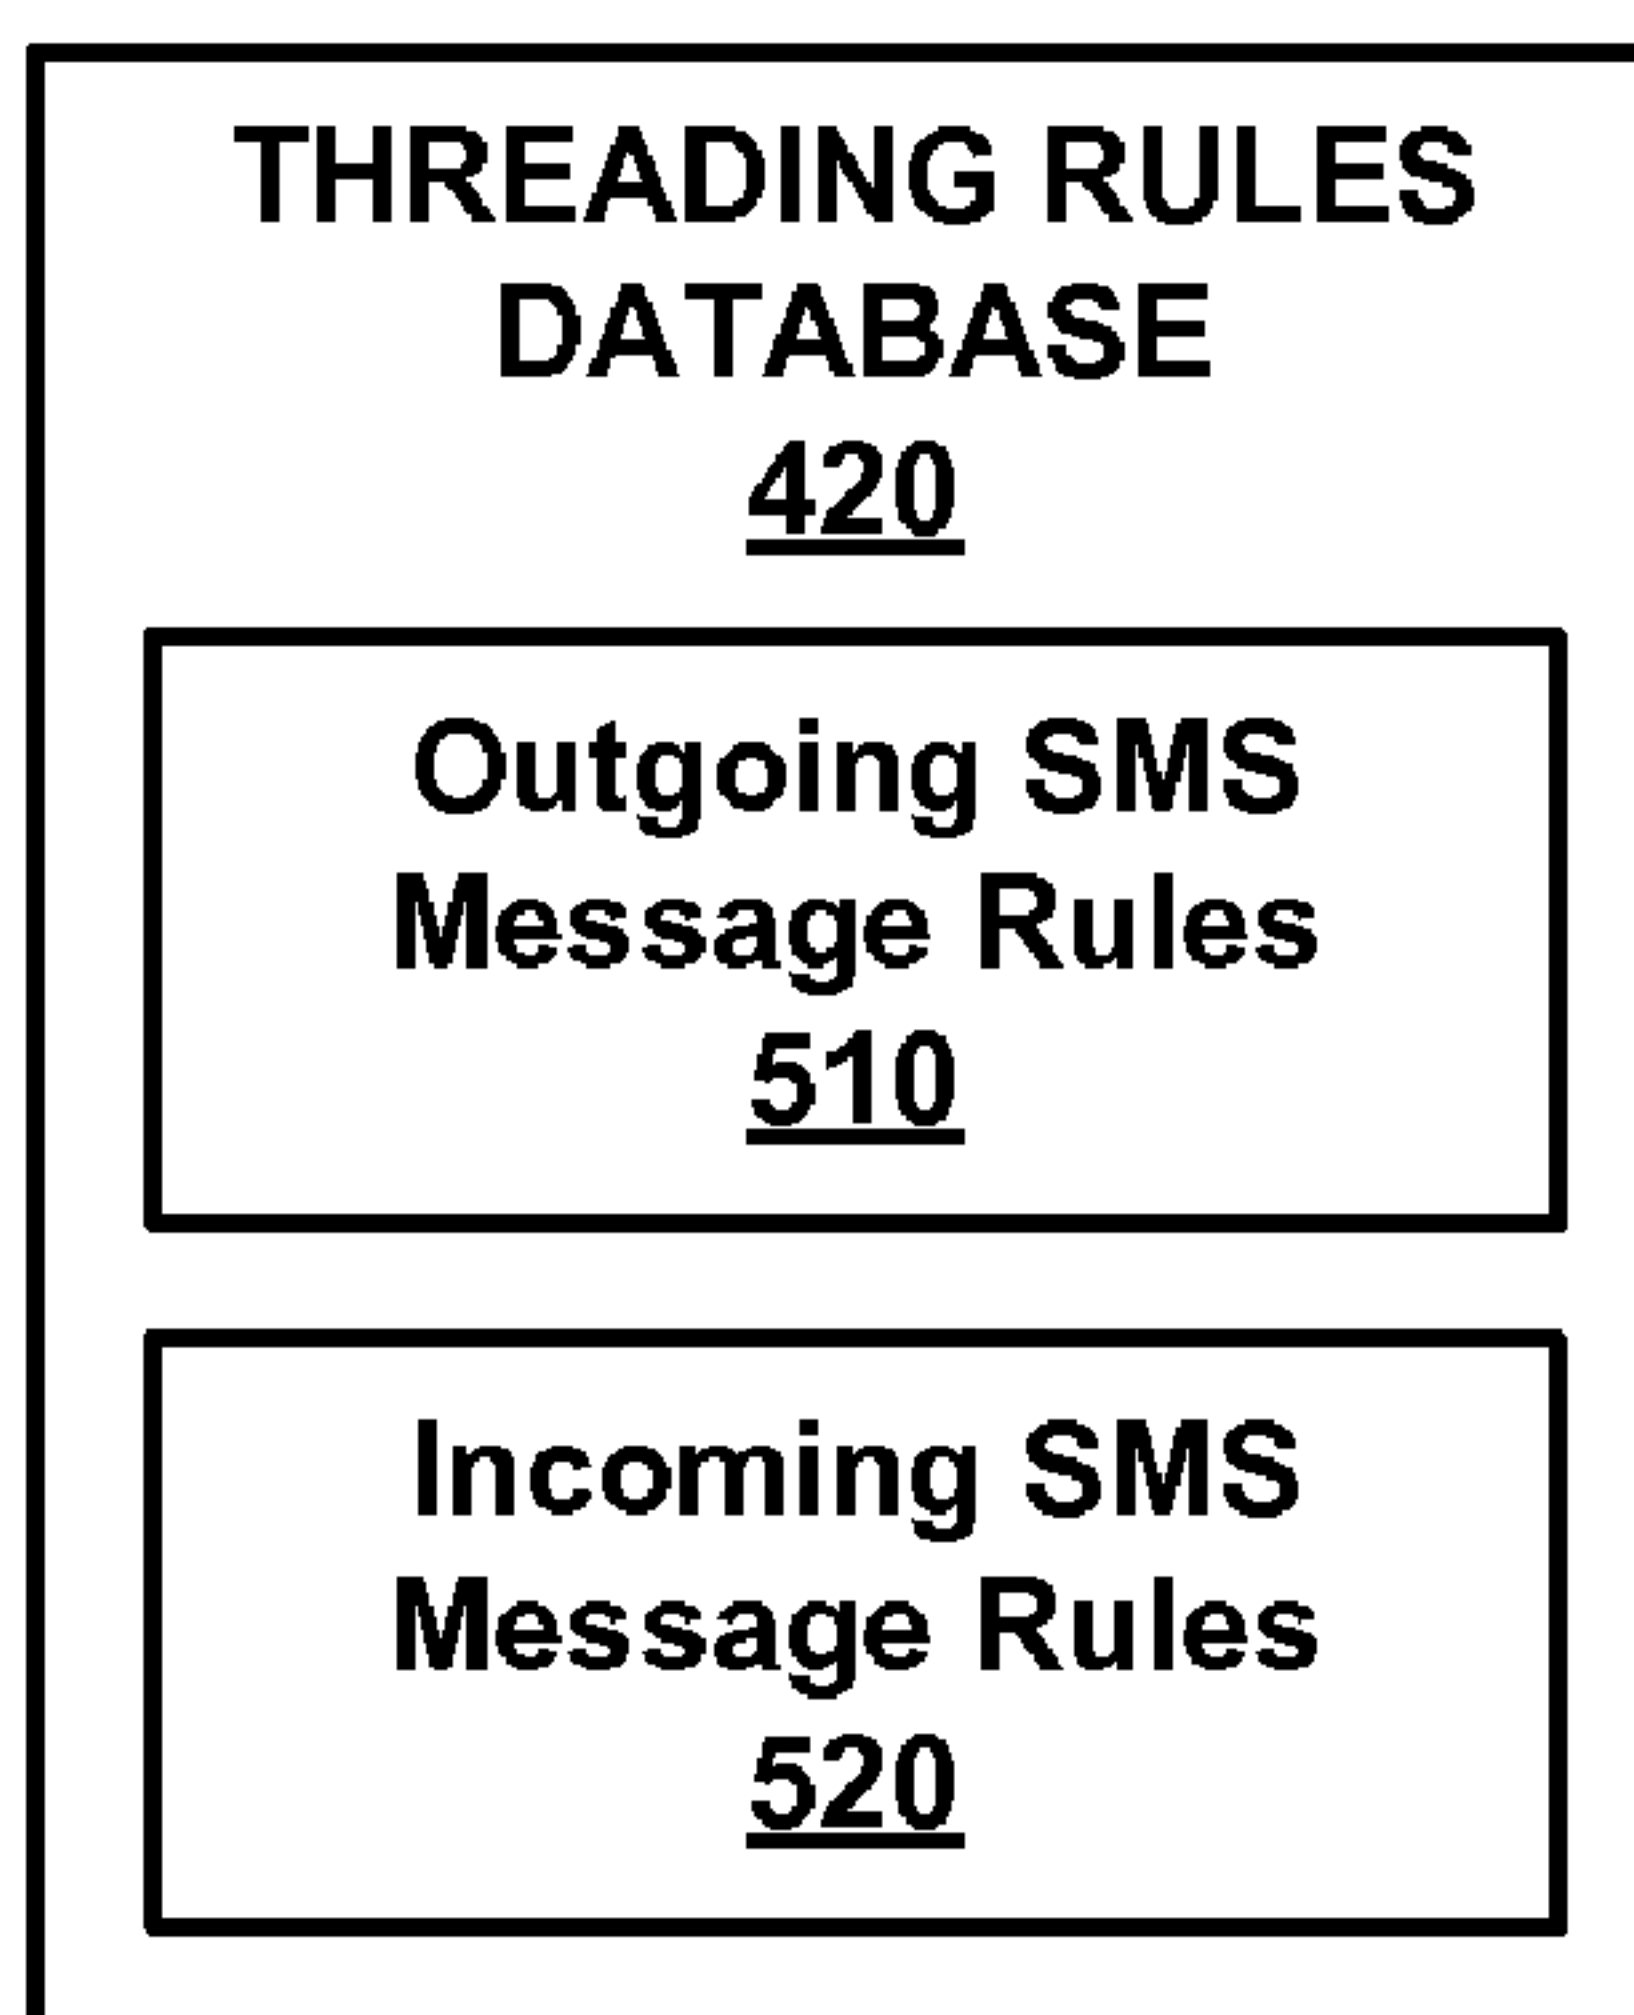 THREADING RULES
DATABASE
420
Outgoing SMS
Message Rules
510
Incoming SMS
Message Rules
520